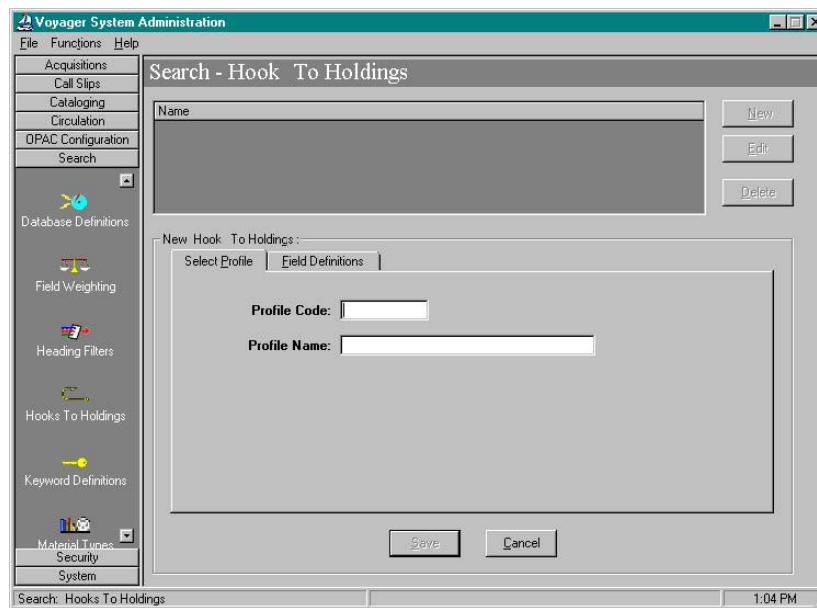 Voyager System Administration
File Functions Help
Acquisitions
Call Slips
Cataloging
Circulation
OPAC Configuration
Search
Database Definitions
Field Weighting
Heading Filters
Hooks To Holdings
Keyword Definitions
Material Types
Security
System
Search - Hook To Holdings
Name
New
Edit
Delete
New Hook To Holdings:
Select Profile Field Definitions
Profile Code:
Profile Name:
Save Cancel
Search: Hooks To Holdings 1:04 PM